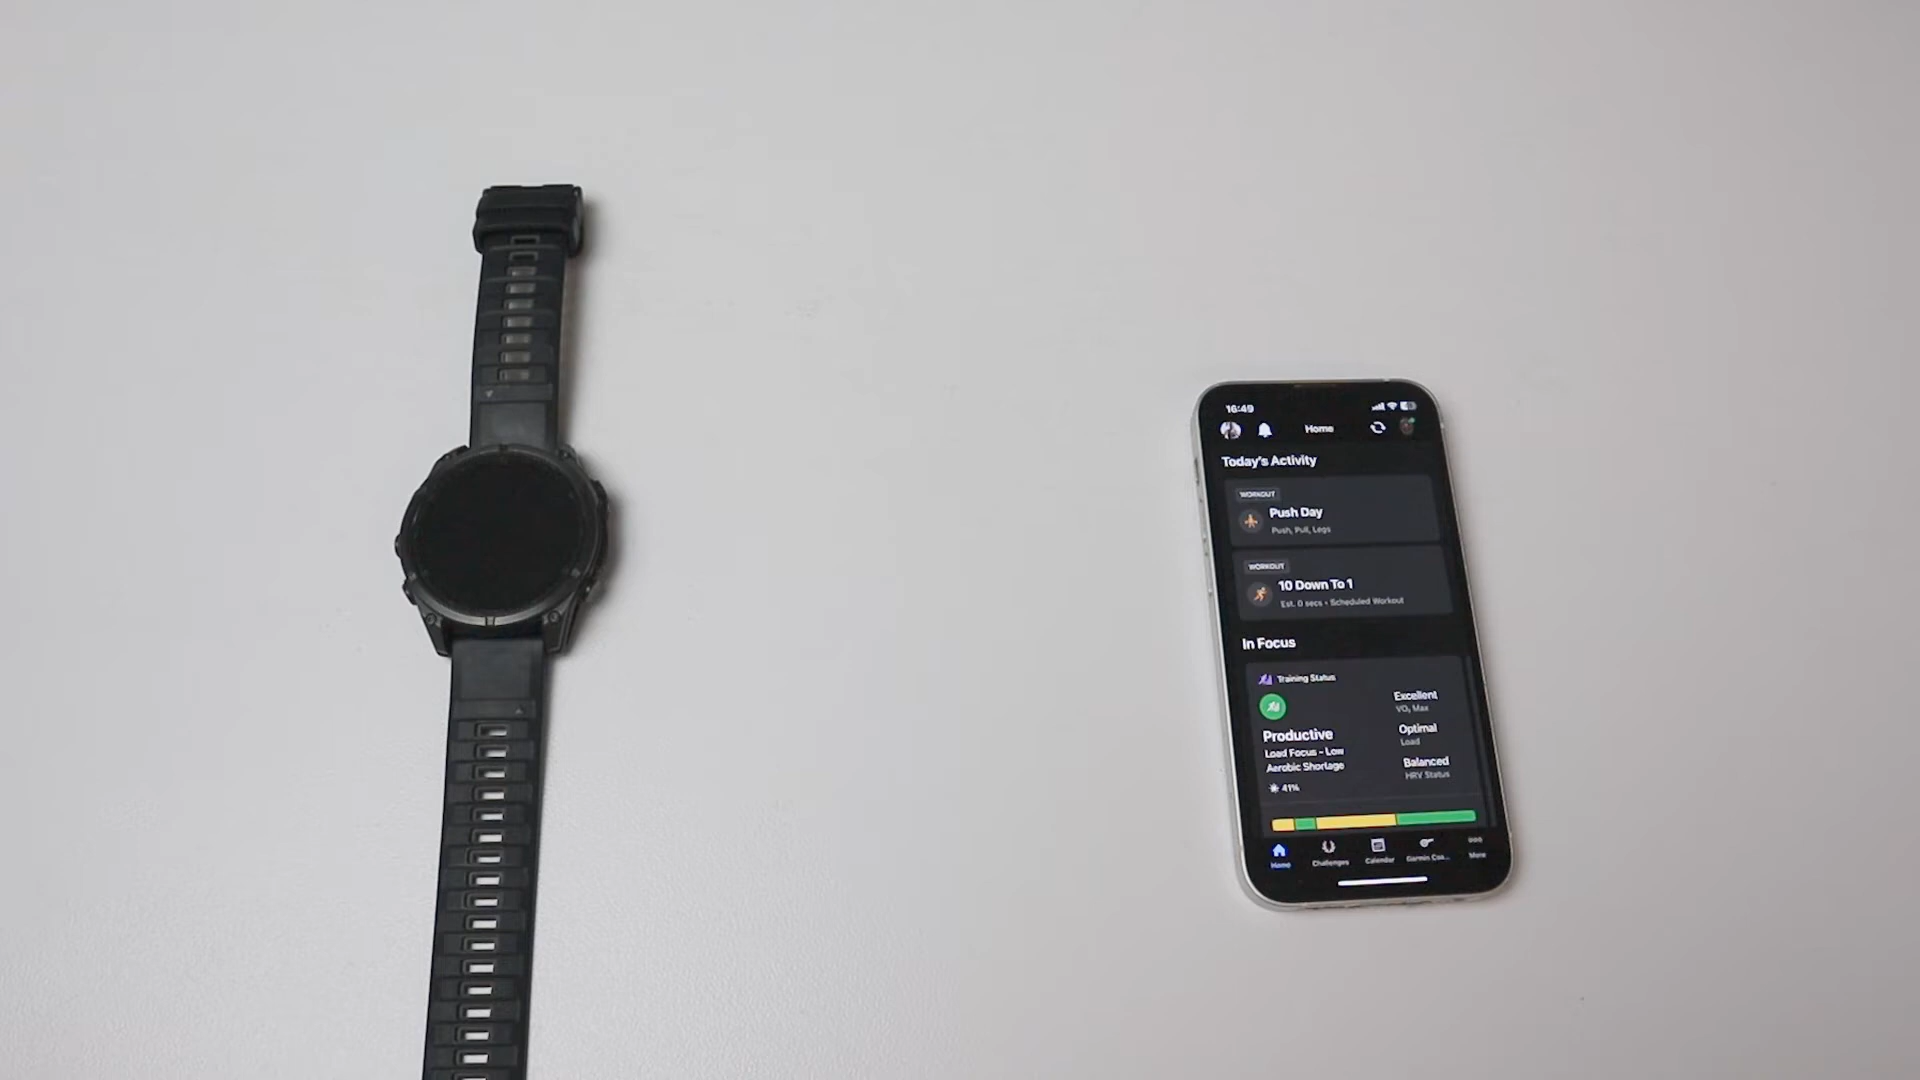 16:49
Home
Today's Activity
WORKOUT
Push Day
Push, Pull, Legs
WORKOUT
10 Down To 1
Est. 0 secs • Scheduled Workout
In Focus
Training Status
Productive
Load Focus - Low
Aerobic Shortage
41%
Excellent
VO₂ Max
Optimal
Load
Balanced
HRV Status
Home
Challenges
Calendar
Garmin Coa...
More